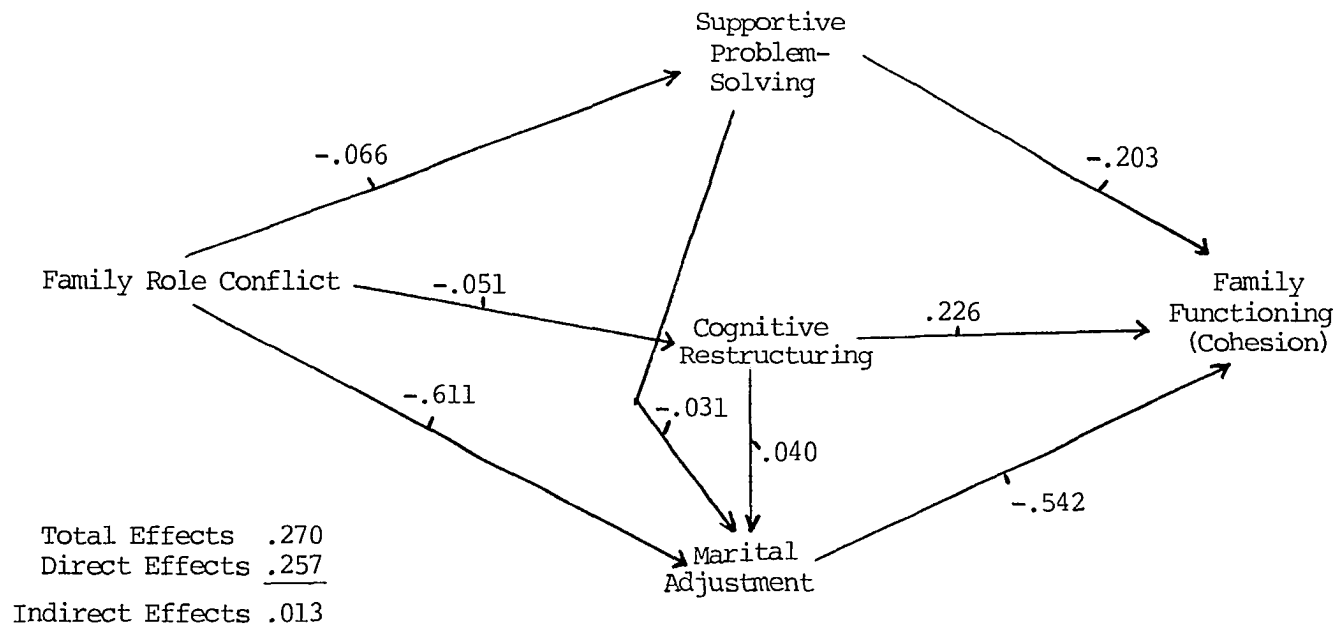 Supportive
Problem-
Solving
-.066
-.203
Family Role Conflict
-.051
Family
Functioning
(Cohesion)
Cognitive
Restructuring
.226
-.611
-.031
.040
-.542
Marital
Adjustment
Total Effects .270
Direct Effects .257
Indirect Effects .013